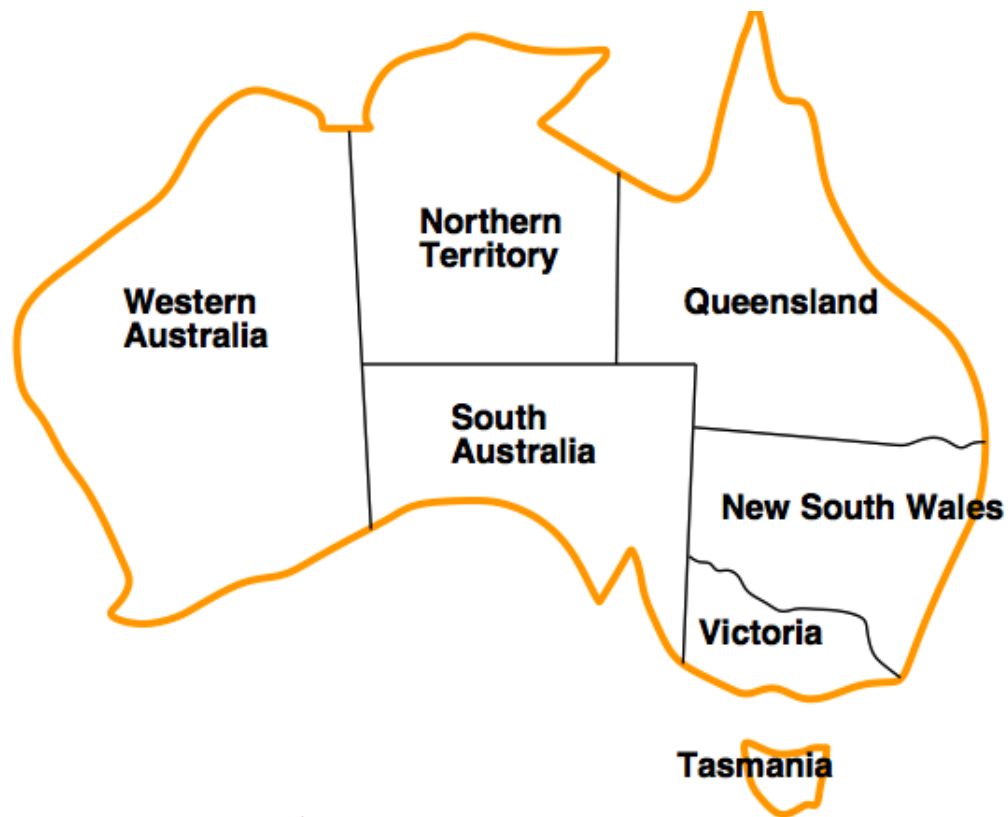 Northern
Territory
Western
Australia
Queensland
South
Australia
New South Wales
Victoria
Tasmania